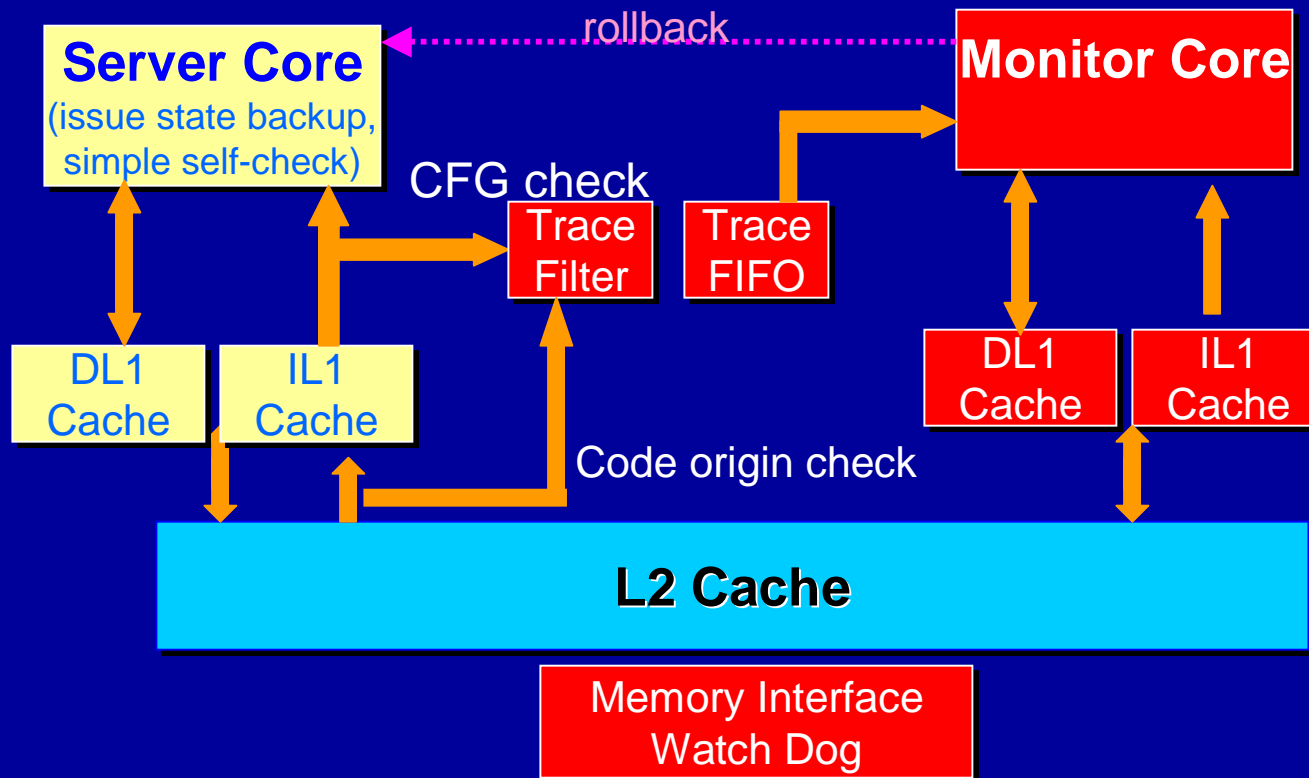 rollback
Server Core
(issue state backup,
simple self-check)
Monitor Core
CFG check
Trace
Filter
Trace
FIFO
DL1
Cache
IL1
Cache
DL1
Cache
IL1
Cache
Code origin check
L2 Cache
Memory Interface
Watch Dog